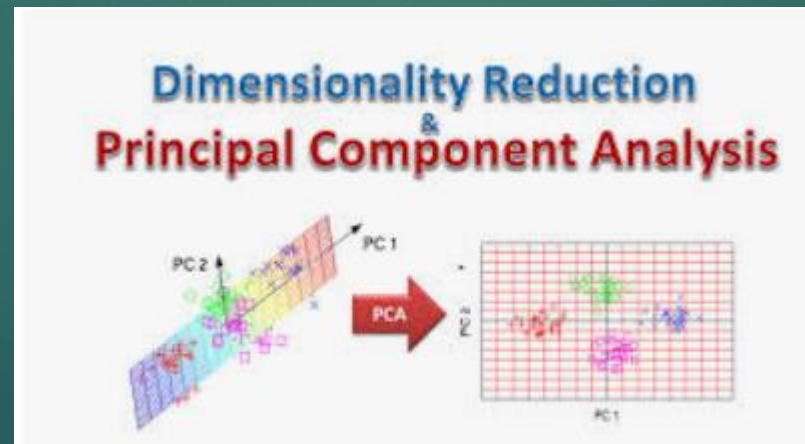 Dimensionality Reduction
&
Principal Component Analysis
PC 2
PC 1
PCA
PC 1